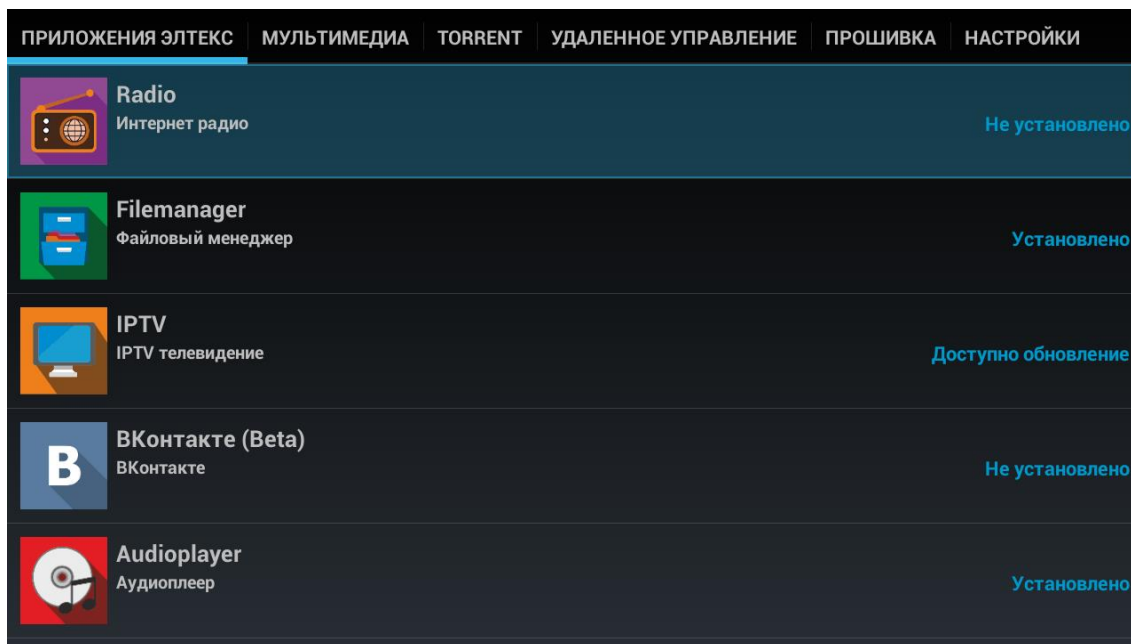 ПРИЛОЖЕНИЯ ЭЛТЕКС МУЛЬТИМЕДИА TORRENT УДАЛЕННОЕ УПРАВЛЕНИЕ ПРОШИВКА НАСТРОЙКИ
Radio
Интернет радио
Не установлено
Filemanager
Файловый менеджер
Установлено
IPTV
IPTV телевидение
Доступно обновление
B
ВКонтакте (Beta)
ВКонтакте
Не установлено
Audioplayer
Аудиоплеер
Установлено